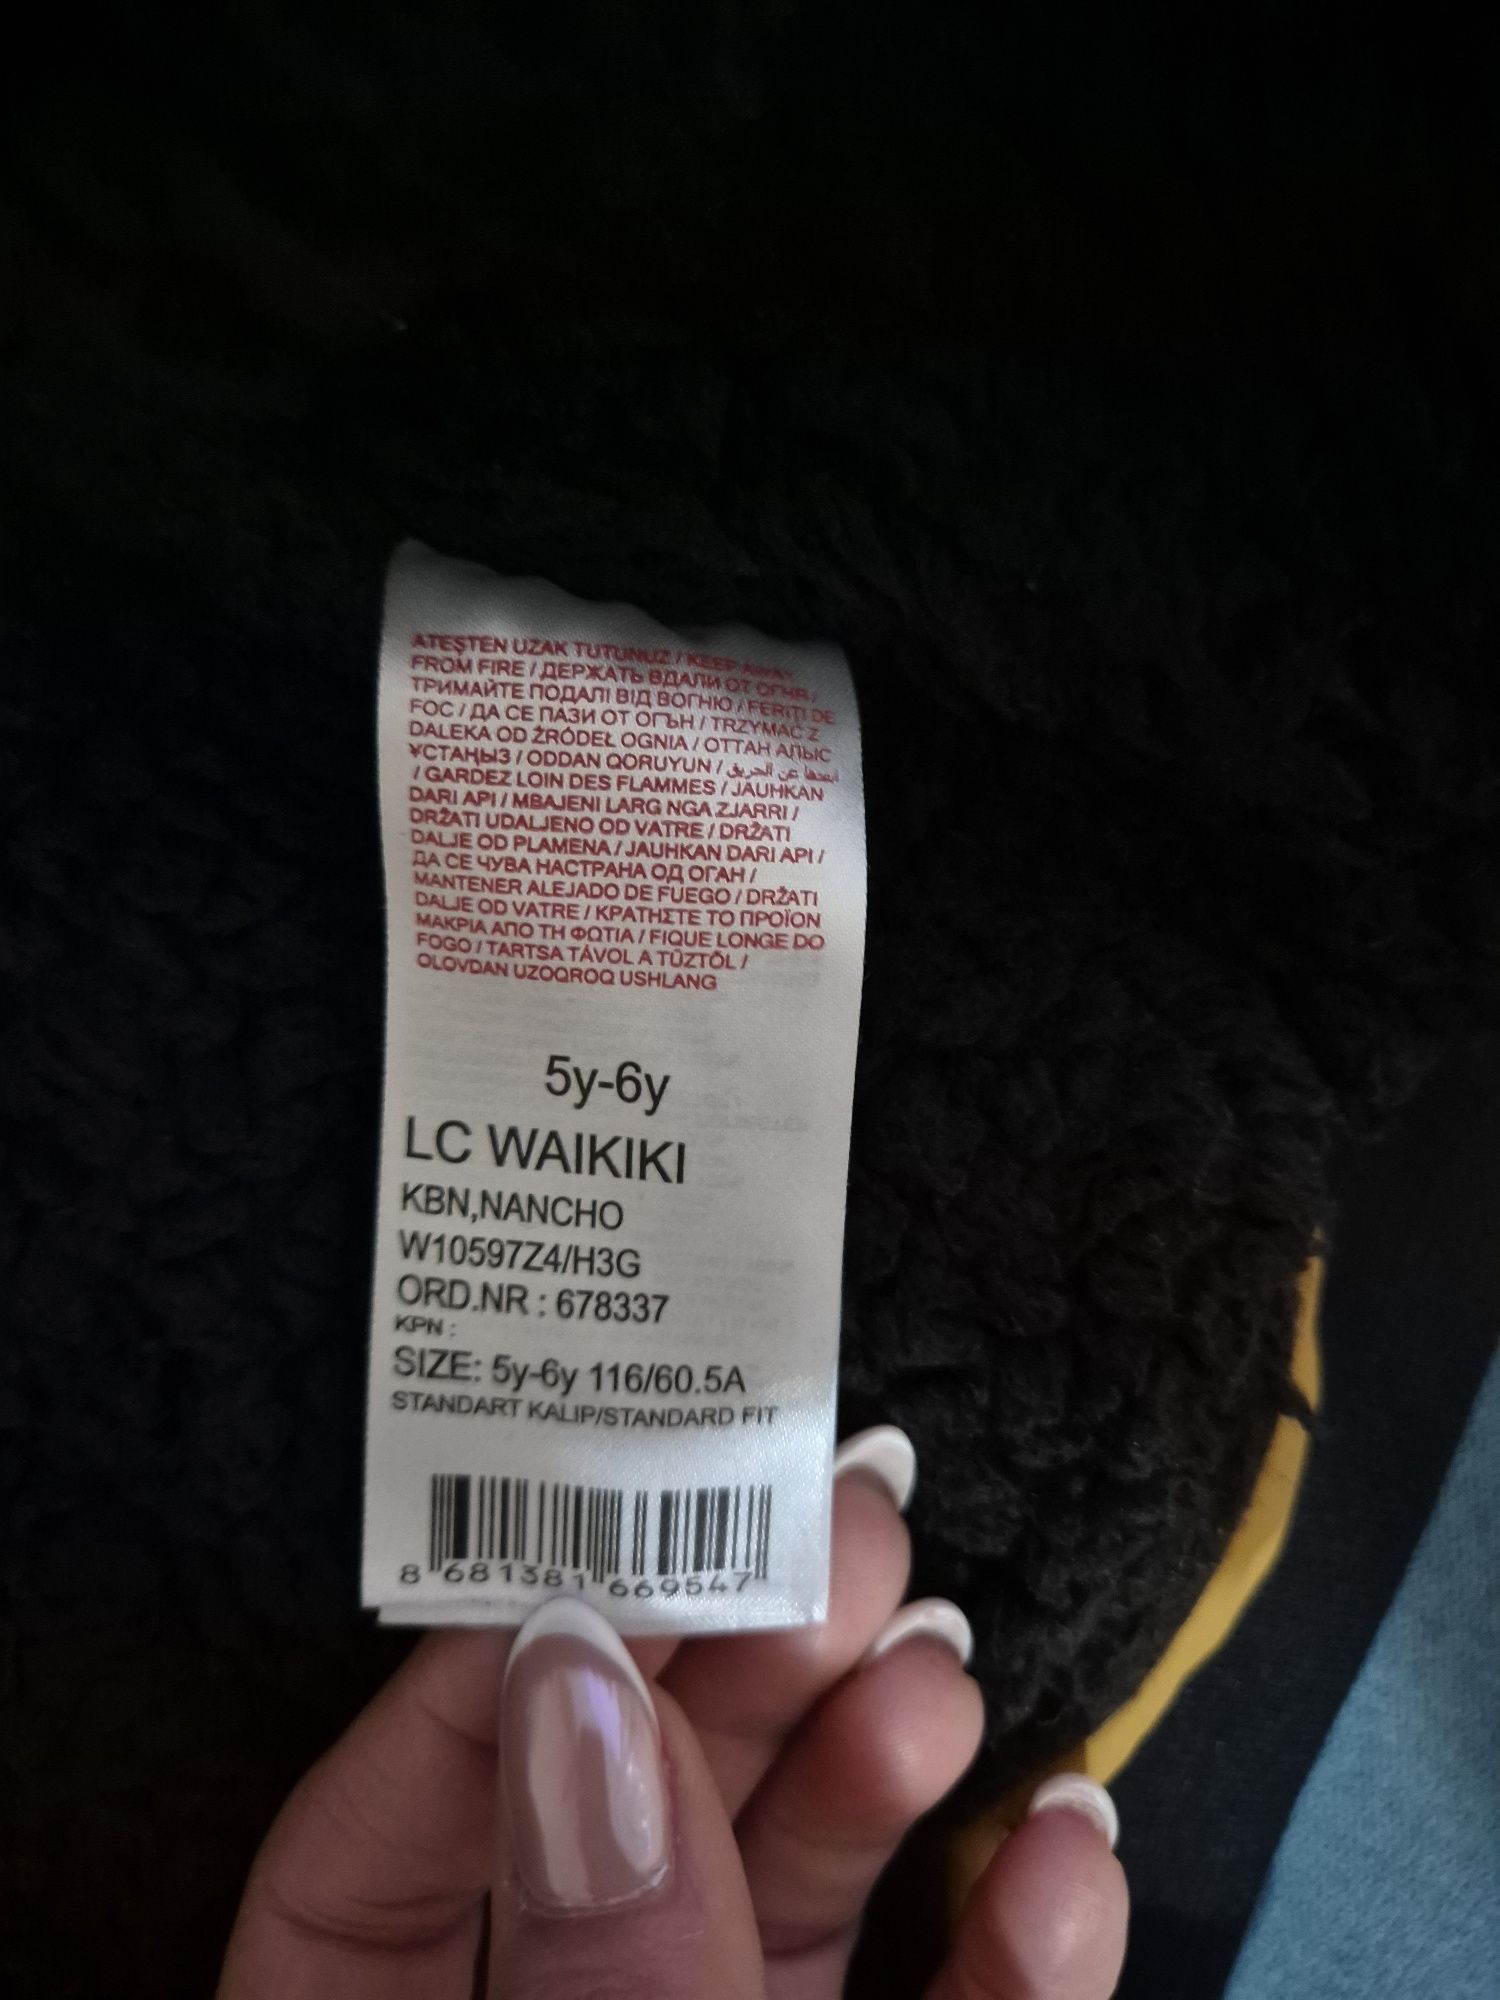 ATEŞTEN UZAK TUTUNUZ / KEEP AWAY
FROM FIRE / ДЕРЖАТЬ ВДАЛИ ОТ ОГНЯ /
ТРИМАЙТЕ ПОДАЛІ ВІД ВОГНЮ / FERIȚI DE
FOC / ДА СЕ ПАЗИ ОТ ОГЪН / TRZYMAĆ Z
DALEKA OD ŹRÓDEŁ OGNIA / ОТТАН АЛЫС
ҰСТАҢЫЗ / ODDAN QORUYUN / ابعدها عن الحريق
/ GARDEZ LOIN DES FLAMMES / JAUHKAN
DARI API / MBAJENI LARG NGA ZJARRI /
DRŽATI UDALJENO OD VATRE / DRŽATI
DALJE OD PLAMENA / JAUHKAN DARI API /
ДА СЕ ЧУВА НАСТРАНА ОД ОГАН /
MANTENER ALEJADO DE FUEGO / DRŽATI
DALJE OD VATRE / ΚΡΑΤΗΣΤΕ ΤΟ ΠΡΟΪΟΝ
ΜΑΚΡΙΑ ΑΠΟ ΤΗ ΦΩΤΙΑ / FIQUE LONGE DO
FOGO / TARTSA TÁVOL A TŰZTŐL /
OLOVDAN UZOQROQ USHLANG
5y-6y
LC WAIKIKI
KBN,NANCHO
W10597Z4/H3G
ORD.NR : 678337
KPN :
SIZE: 5y-6y 116/60.5A
STANDART KALIP/STANDARD FIT
8 681381 669547